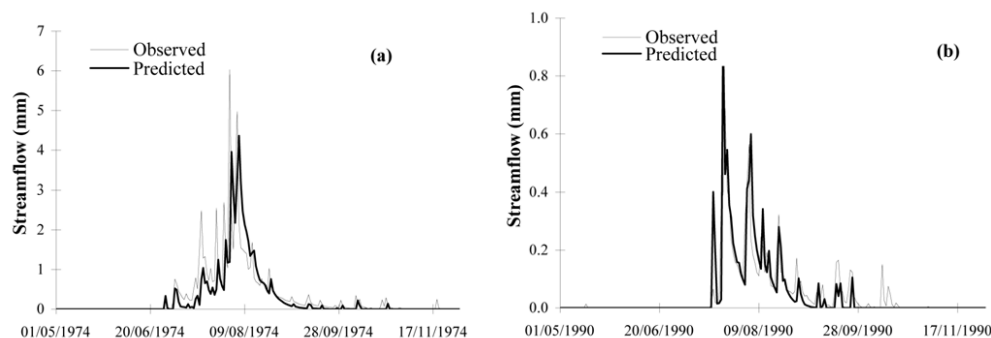 7
6
5
4
3
2
1
0
Streamflow (mm)
Observed
Predicted
(a)
01/05/1974 20/06/1974 09/08/1974 28/09/1974 17/11/1974
1.0
0.8
0.6
0.4
0.2
0.0
Streamflow (mm)
Observed
Predicted
(b)
01/05/1990 20/06/1990 09/08/1990 28/09/1990 17/11/1990